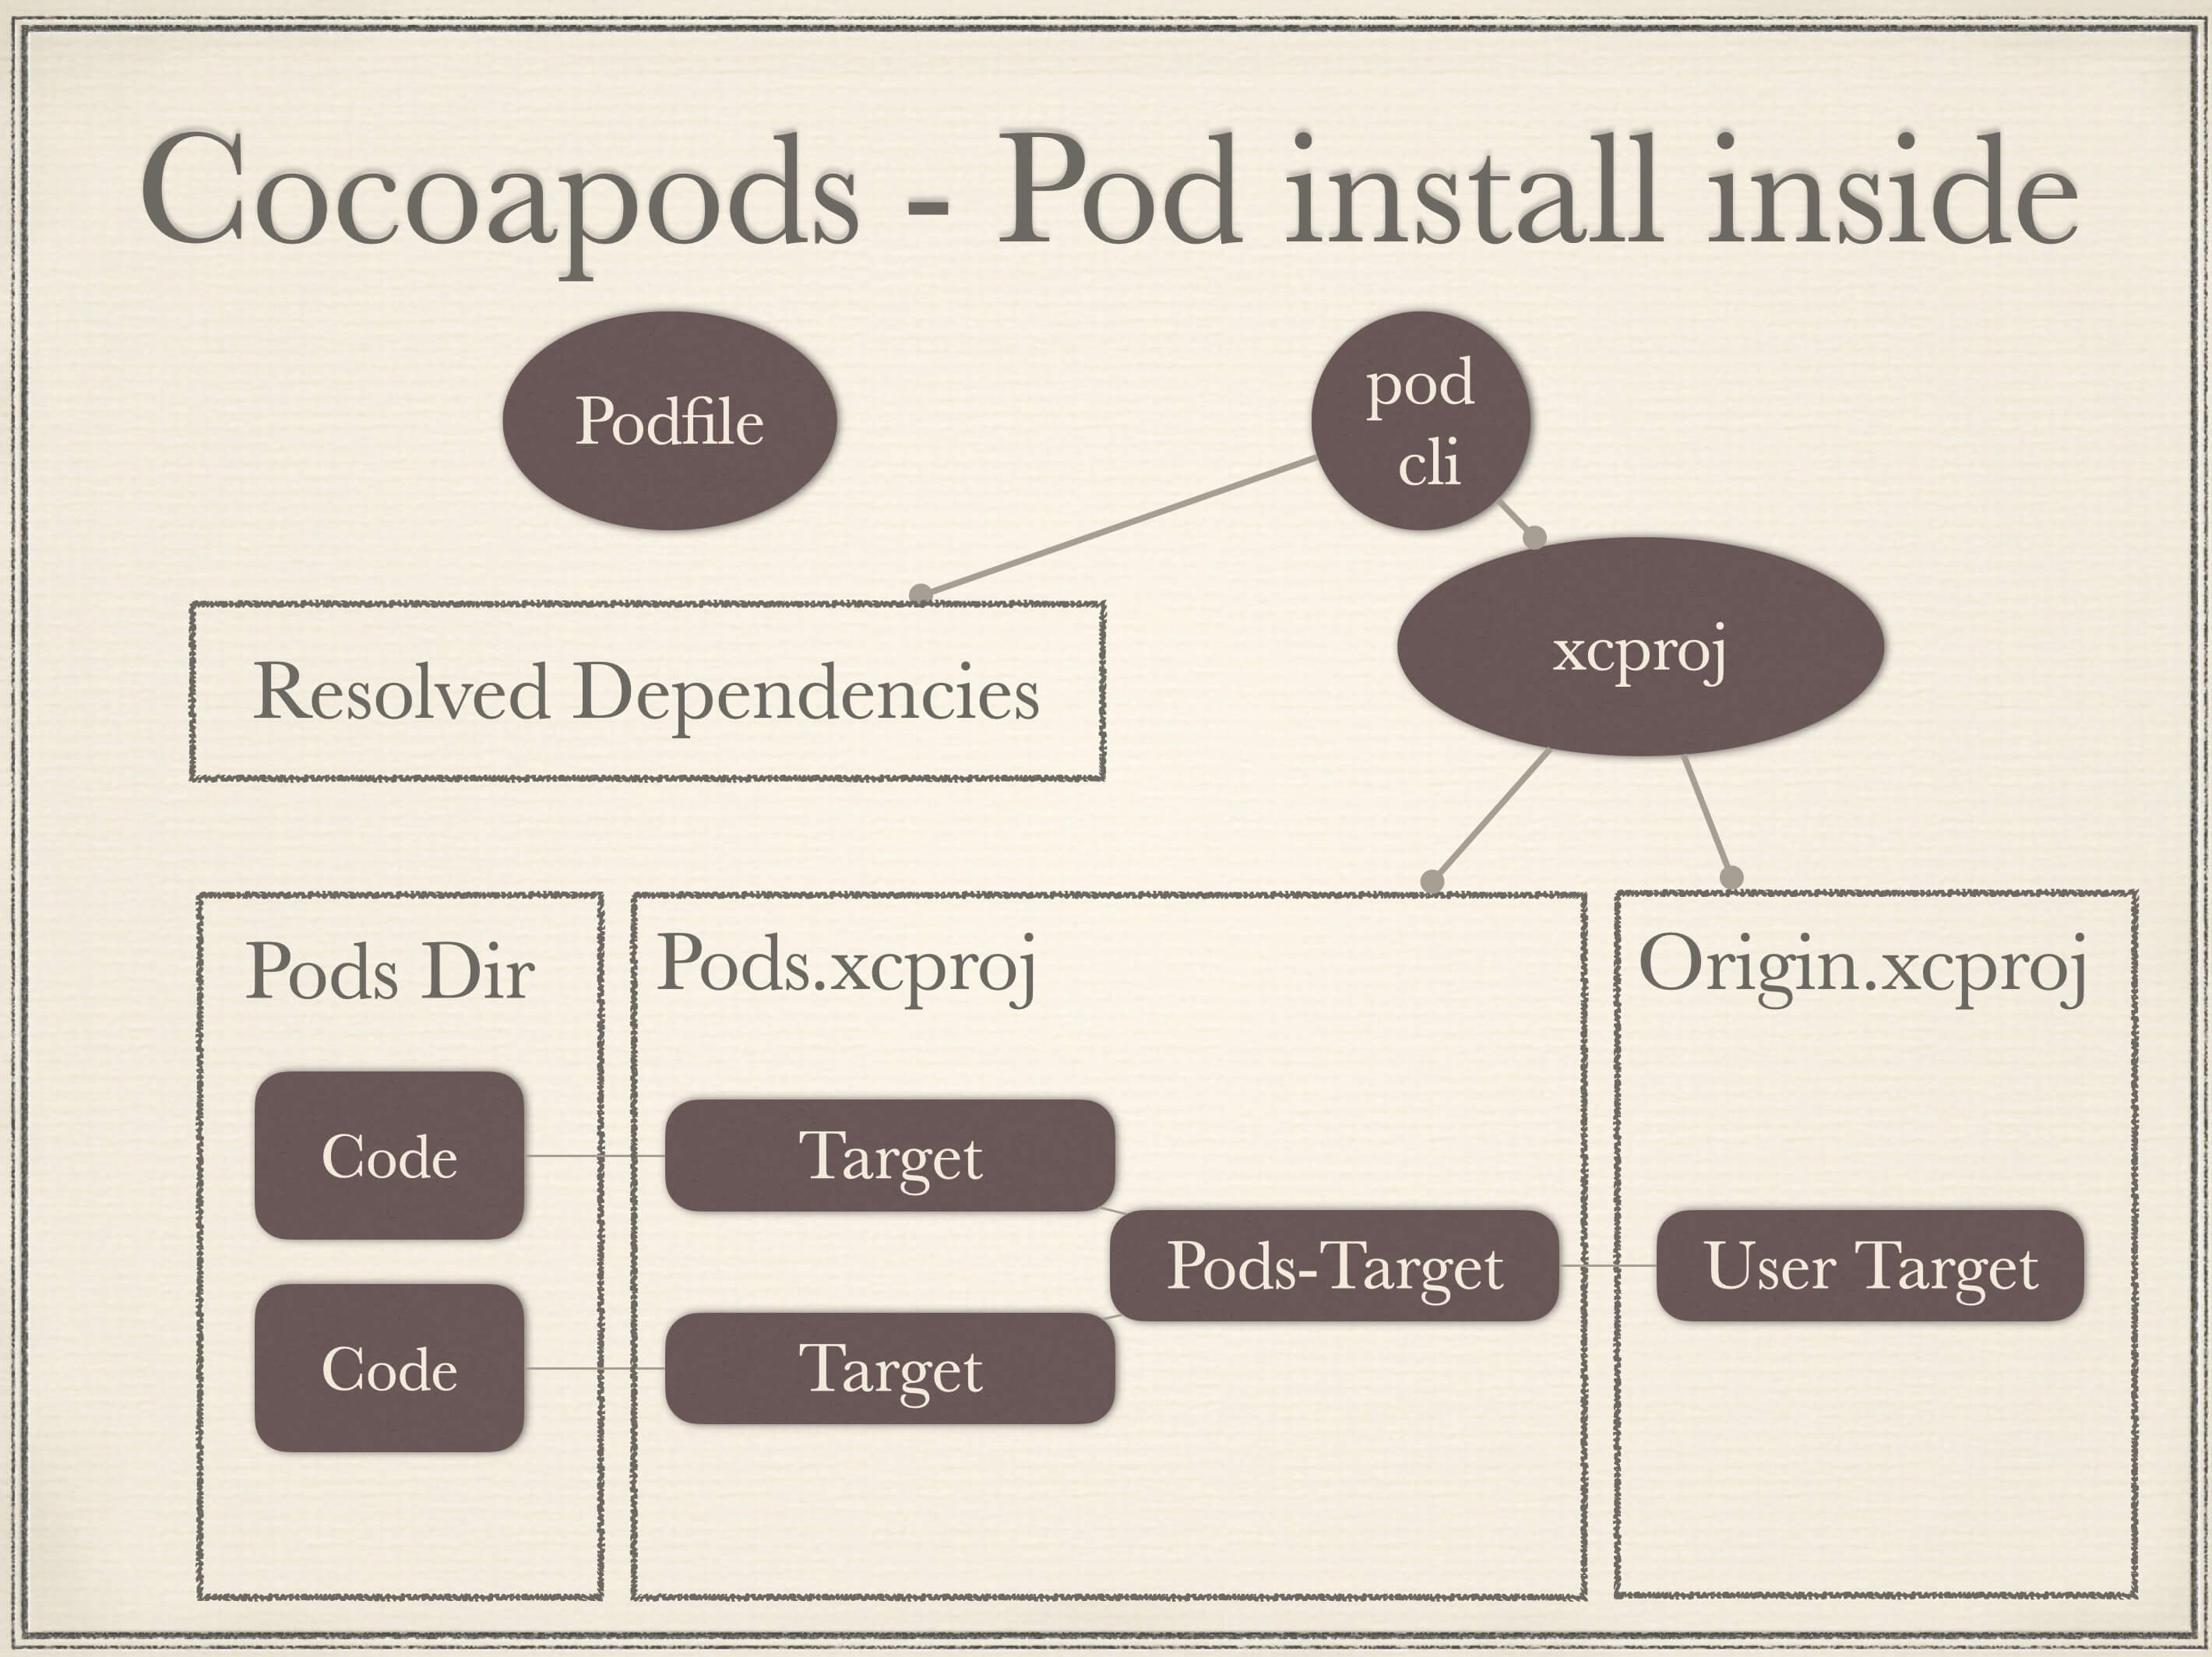 Cocoapods - Pod install inside
Podfile
pod
cli
xcproj
Resolved Dependencies
Pods Dir
Code
Code
Pods.xcproj
Target
Target
Pods-Target
Origin.xcproj
User Target